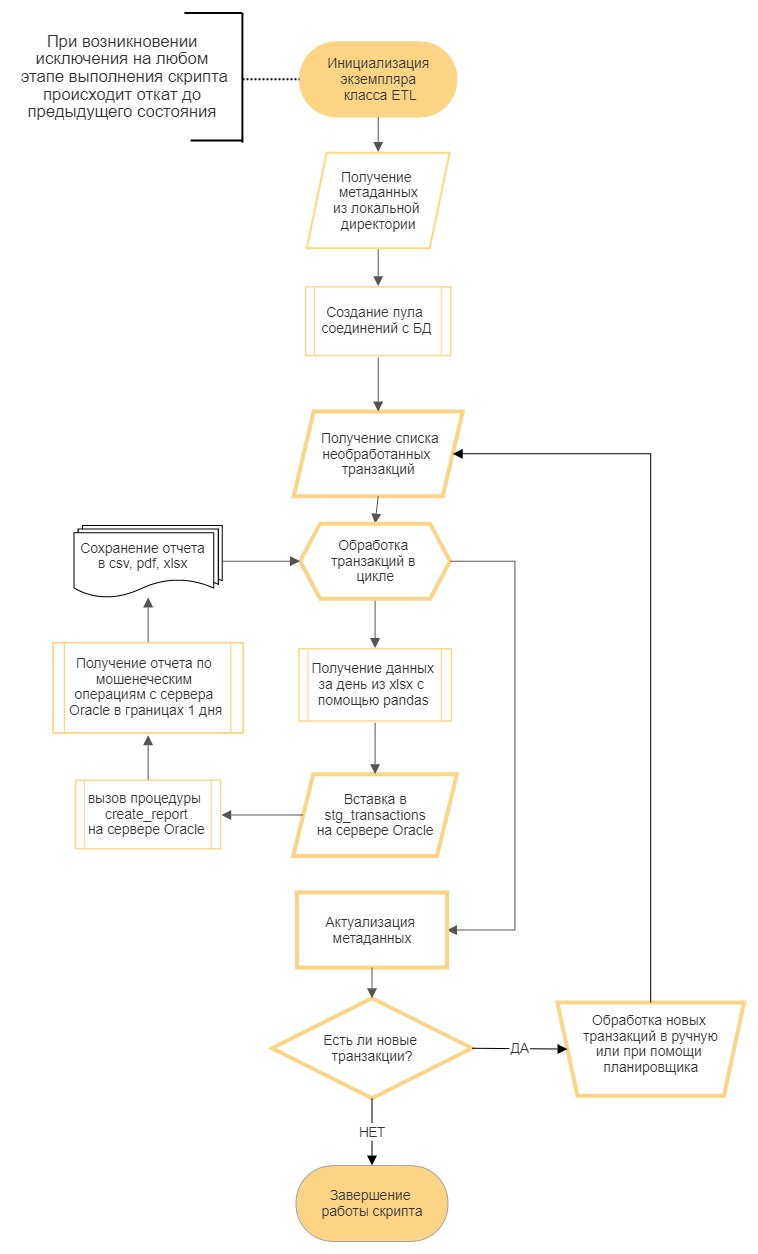 При возникновении
исключения на любом
этапе выполнения скрипта
происходит откат до
предыдущего состояния
Инициализация
экземпляра
класса ETL
Получение
метаданных
из локальной
директории
Создание пула
соединений с БД
Получение списка
необработанных
транзакций
Сохранение отчета
в csv, pdf, xlsx
Обработка
транзакций в
цикле
Получение отчета по
мошенеческим
операциям с сервера
Oracle в границах 1 дня
Получение данных
за день из xlsx с
помощью pandas
вызов процедуры
create_report
на сервере Oracle
Вставка в
stg_transactions
на сервере Oracle
Актуализация
метаданных
Есть ли новые
транзакции?
ДА
Обработка новых
транзакций в ручную
или при помощи
планировщика
НЕТ
Завершение
работы скрипта